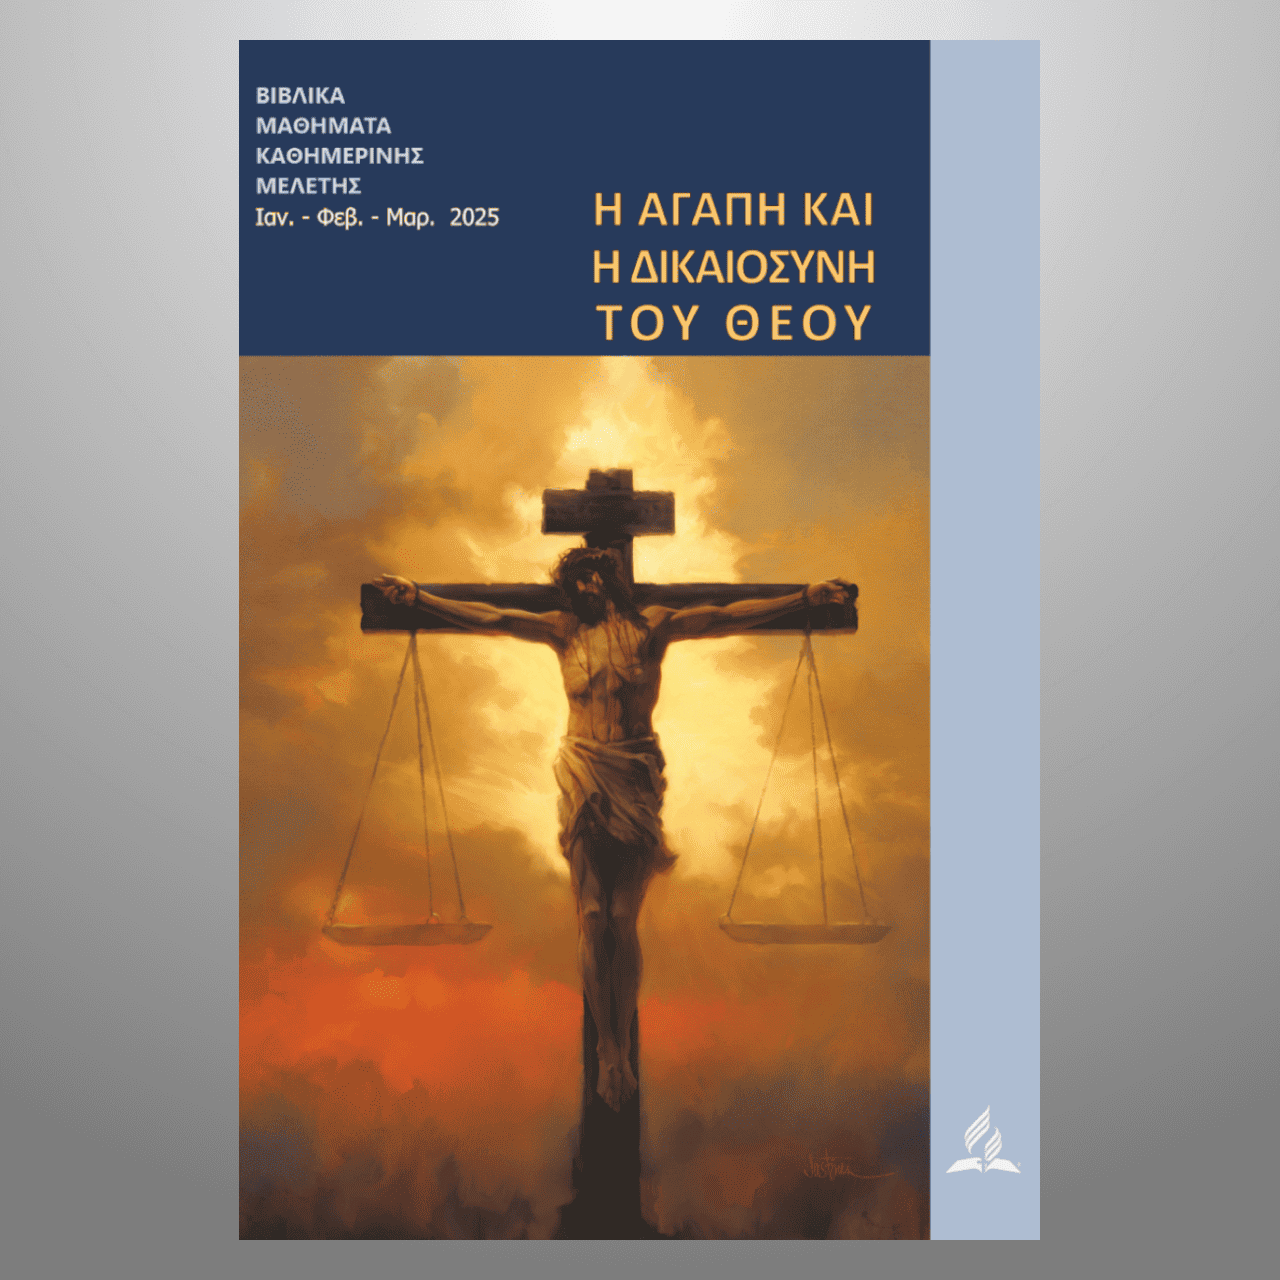 ΒΙΒΛΙΚΑ
ΜΑΘΗΜΑΤΑ
ΚΑΘΗΜΕΡΙΝΗΣ
ΜΕΛΕΤΗΣ
Ιαν. - Φεβ. - Μαρ. 2025
Η ΑΓΑΠΗ ΚΑΙ
Η ΔΙΚΑΙΟΣΥΝΗ
ΤΟΥ ΘΕΟΥ